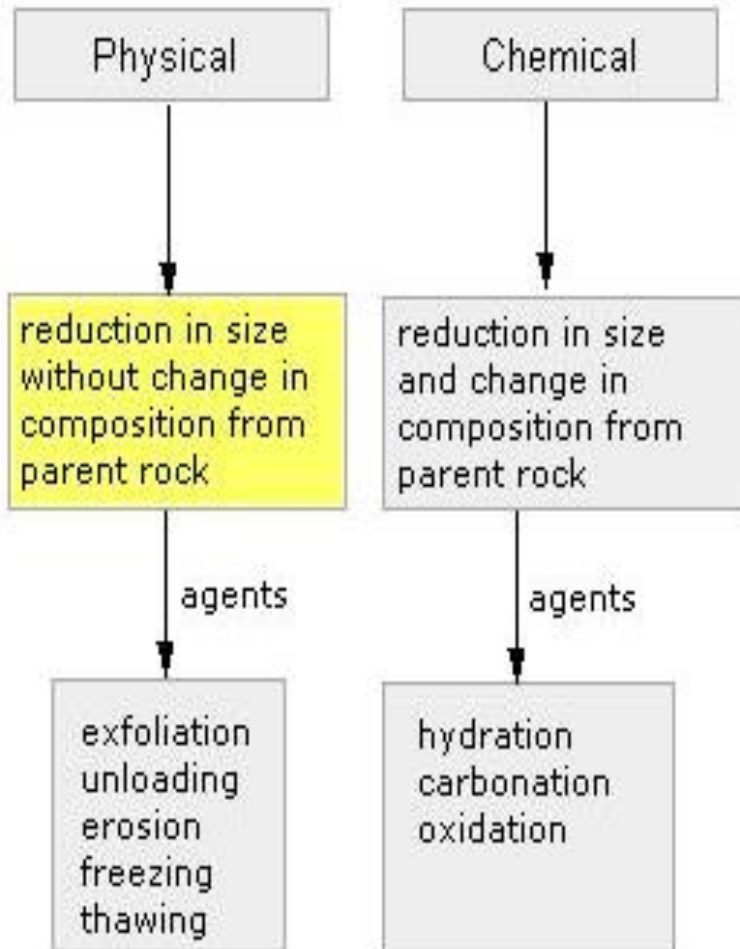 Physical
Chemical
reduction in size
without change in
composition from
parent rock
reduction in size
and change in
composition from
parent rock
agents
agents
exfoliation
unloading
erosion
freezing
thawing
hydration
carbonation
oxidation